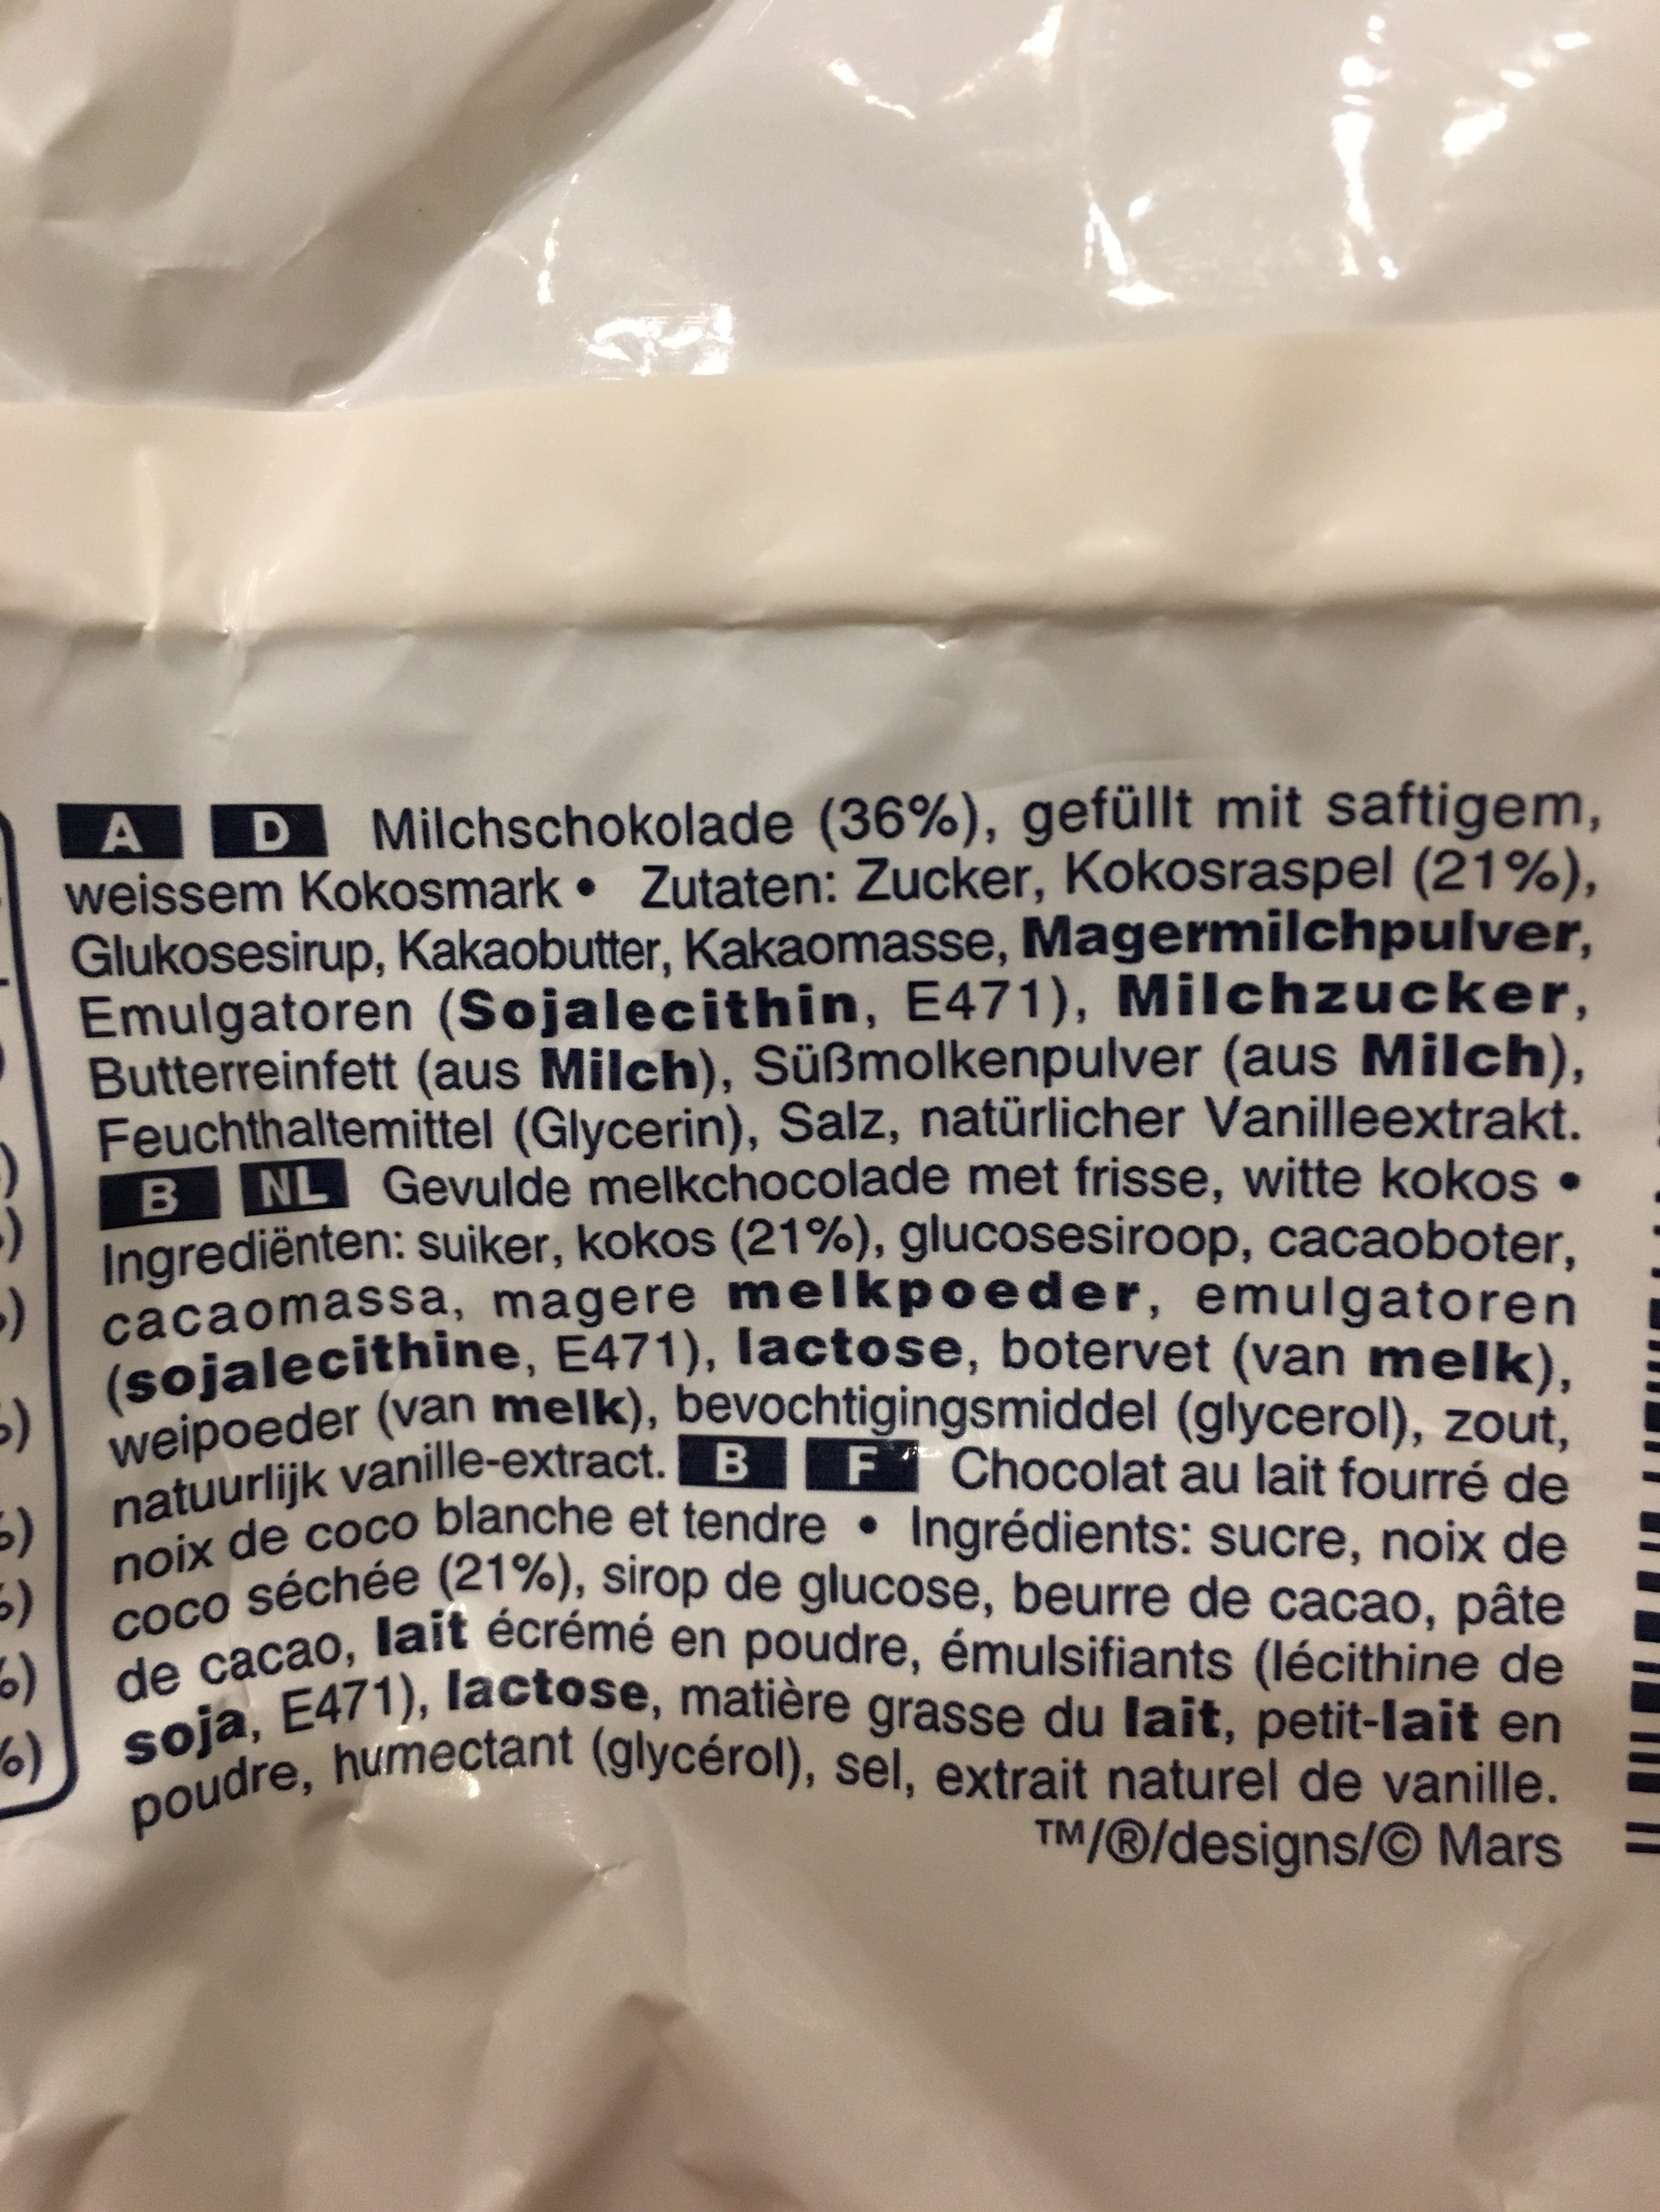 A D Milchschokolade (36%), gefüllt mit saftigem,
weissem Kokosmark • Zutaten: Zucker, Kokosraspel (21%),
Glukosesirup, Kakaobutter, Kakaomasse, Magermilchpulver,
Emulgatoren (Sojalecithin, E471), Milchzucker,
Butterreinfett (aus Milch), Süßmolkenpulver (aus Milch),
Feuchthaltemittel (Glycerin), Salz, natürlicher Vanilleextrakt.
B NL Gevulde melkchocolade met frisse, witte kokos •
Ingrediënten: suiker, kokos (21%), glucosesiroop, cacaoboter,
cacaomassa, magere melkpoeder, emulgatoren
(sojalecithine, E471), lactose, botervet (van melk),
weipoeder (van melk), bevochtigingsmiddel (glycerol), zout,
natuurlijk vanille-extract. B F Chocolat au lait fourré de
noix de coco blanche et tendre • Ingrédients: sucre, noix de
coco séchée (21%), sirop de glucose, beurre de cacao, pâte
de cacao, lait écrémé en poudre, émulsifiants (lécithine de
soja, E471), lactose, matière grasse du lait, petit-lait en
poudre, humectant (glycérol), sel, extrait naturel de vanille.
™/®/designs/© Mars